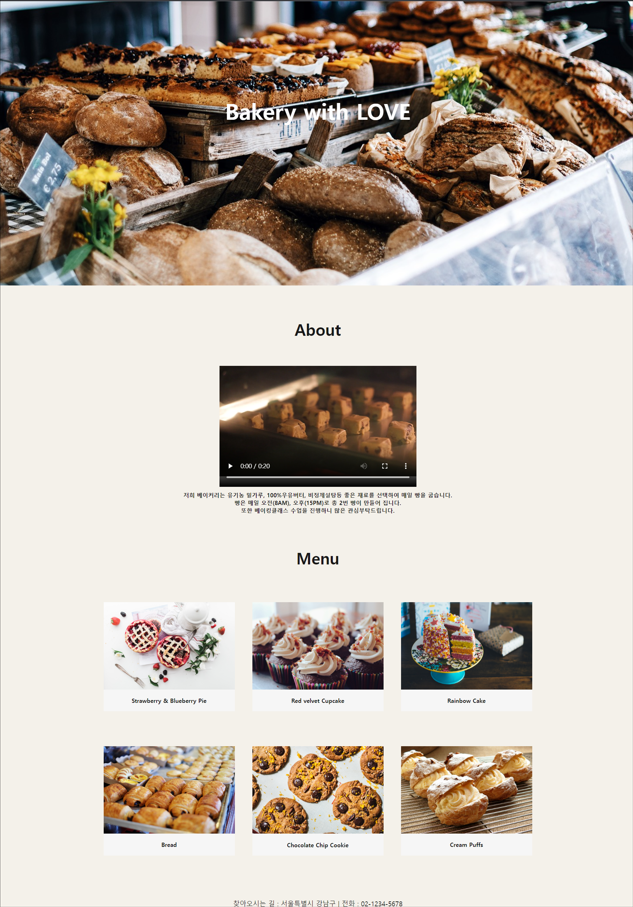 Bakery with LOVE
€ 2.75
About
0:00 / 0:20
저희 베이커리는 유기농 밀가루, 100%우유버터, 비정제설탕등 좋은 재료를 선택하여 매일 빵을 굽습니다.
빵은 매일 오전(8AM), 오후(15PM)로 총 2번 빵이 만들어 집니다.
또한 베이킹클래스 수업을 진행하니 많은 관심부탁드립니다.
Menu
Strawberry & Blueberry Pie
Red velvet Cupcake
Rainbow Cake
Bread
Chocolate Chip Cookie
Cream Puffs
찾아오시는 길 : 서울특별시 강남구 | 전화 : 02-1234-5678